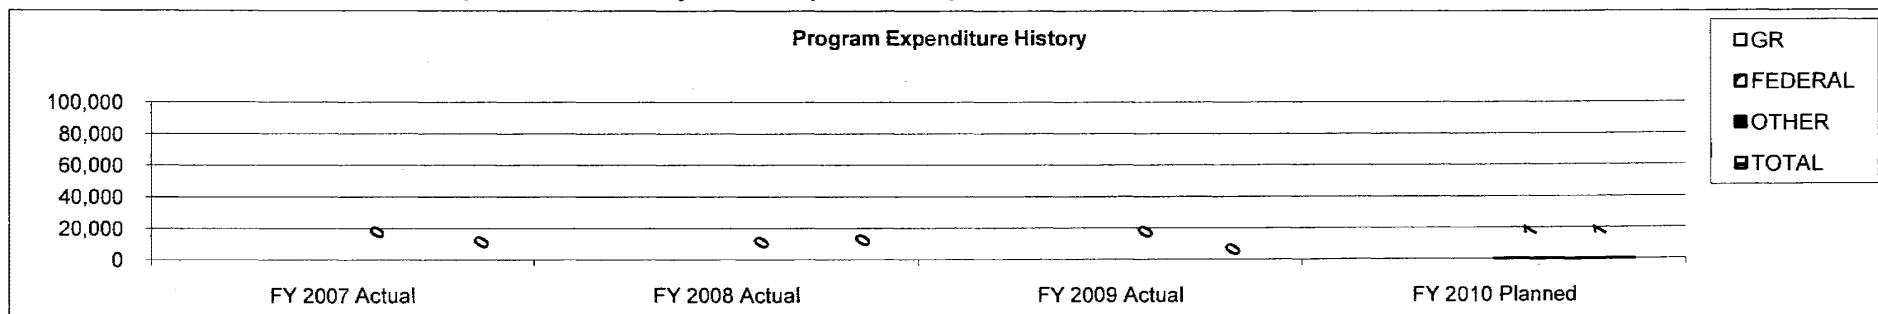 Program Expenditure History
GR
FEDERAL
OTHER
TOTAL
100,000
80,000
60,000
40,000
20,000
0
0 0 0 0 0 0 1 1
FY 2007 Actual FY 2008 Actual FY 2009 Actual FY 2010 Planned